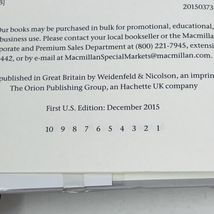 20150373
Our books may be purchased in bulk for promotional, educational,
business use. Please contact your local bookseller or the Macmillan
porate and Premium Sales Department at (800) 221-7945, extensi
442, or by e-mail at MacmillanSpecialMarkets@macmillan.com.
published in Great Britain by Weidenfeld & Nicolson, an imprin
The Orion Publishing Group, an Hachette UK company
First U.S. Edition: December 2015
10 9 8 7 6 5 4 3 2 1